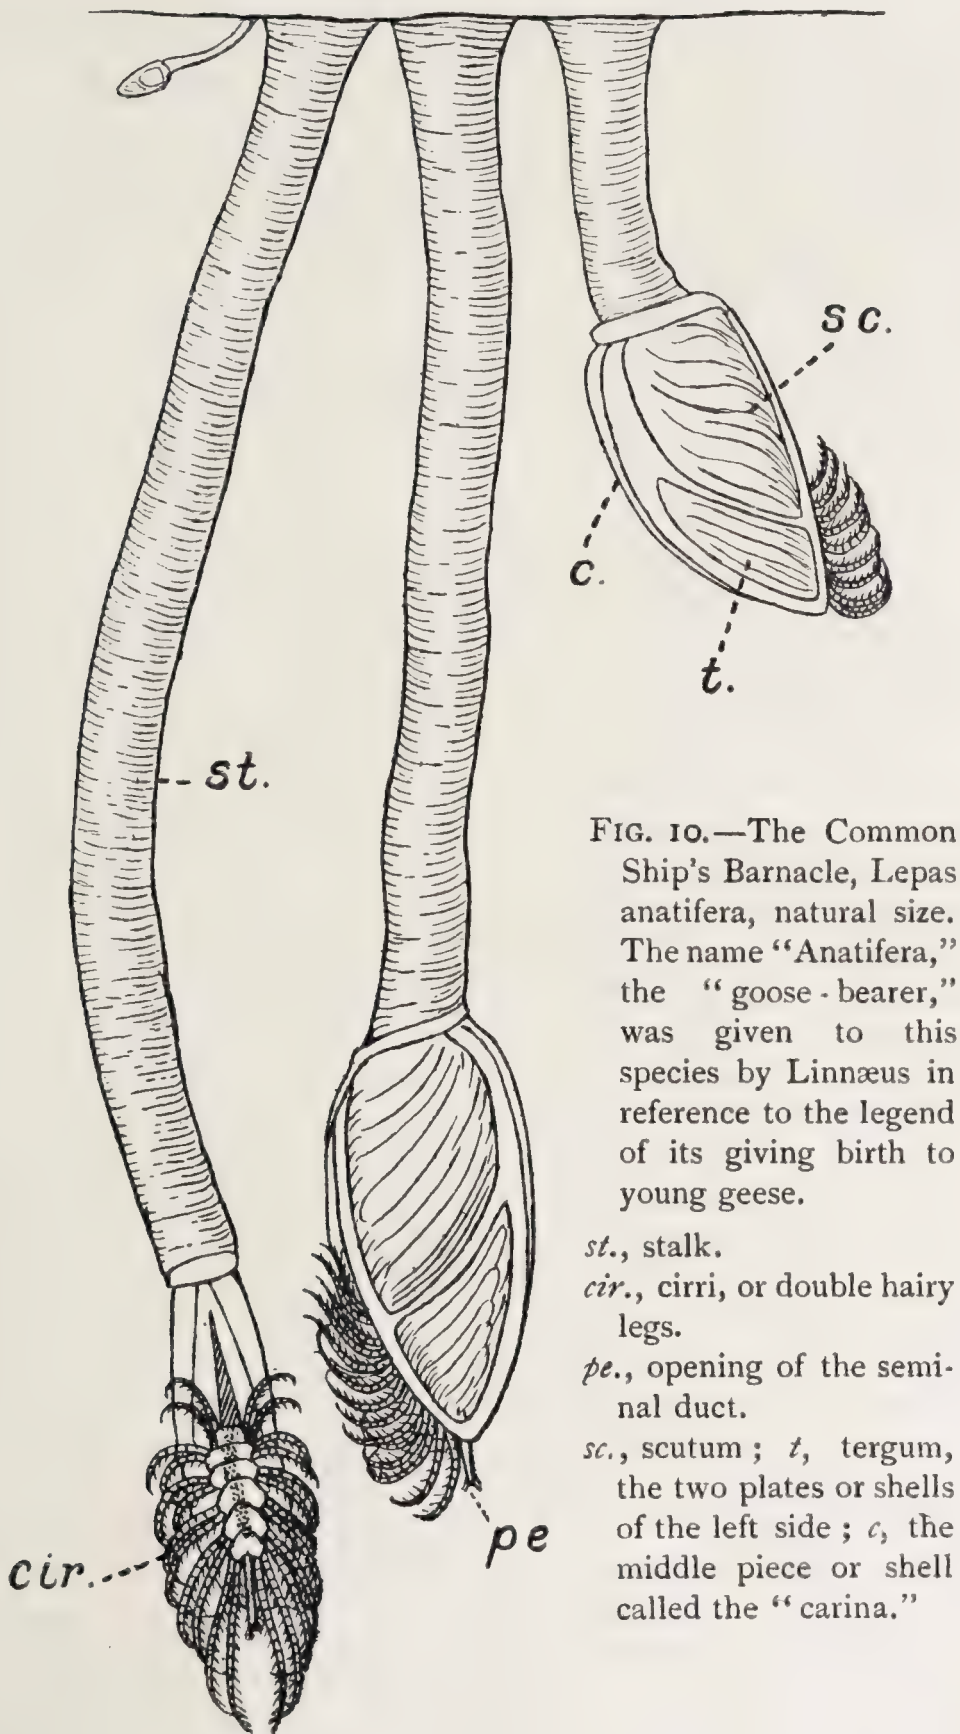 sc.
c.
t.
st.
FIG. 10.—The Common
Ship's Barnacle, Lepas
anatifera, natural size.
The name "Anatifera,"
the "goose-bearer,"
was given to this
species by Linnæus in
reference to the legend
of its giving birth to
young geese.
st., stalk.
cir., cirri, or double hairy
legs.
pe., opening of the semi-
nal duct.
sc., scutum; t, tergum,
the two plates or shells
of the left side; c, the
middle piece or shell
called the "carina."
pe
cir.